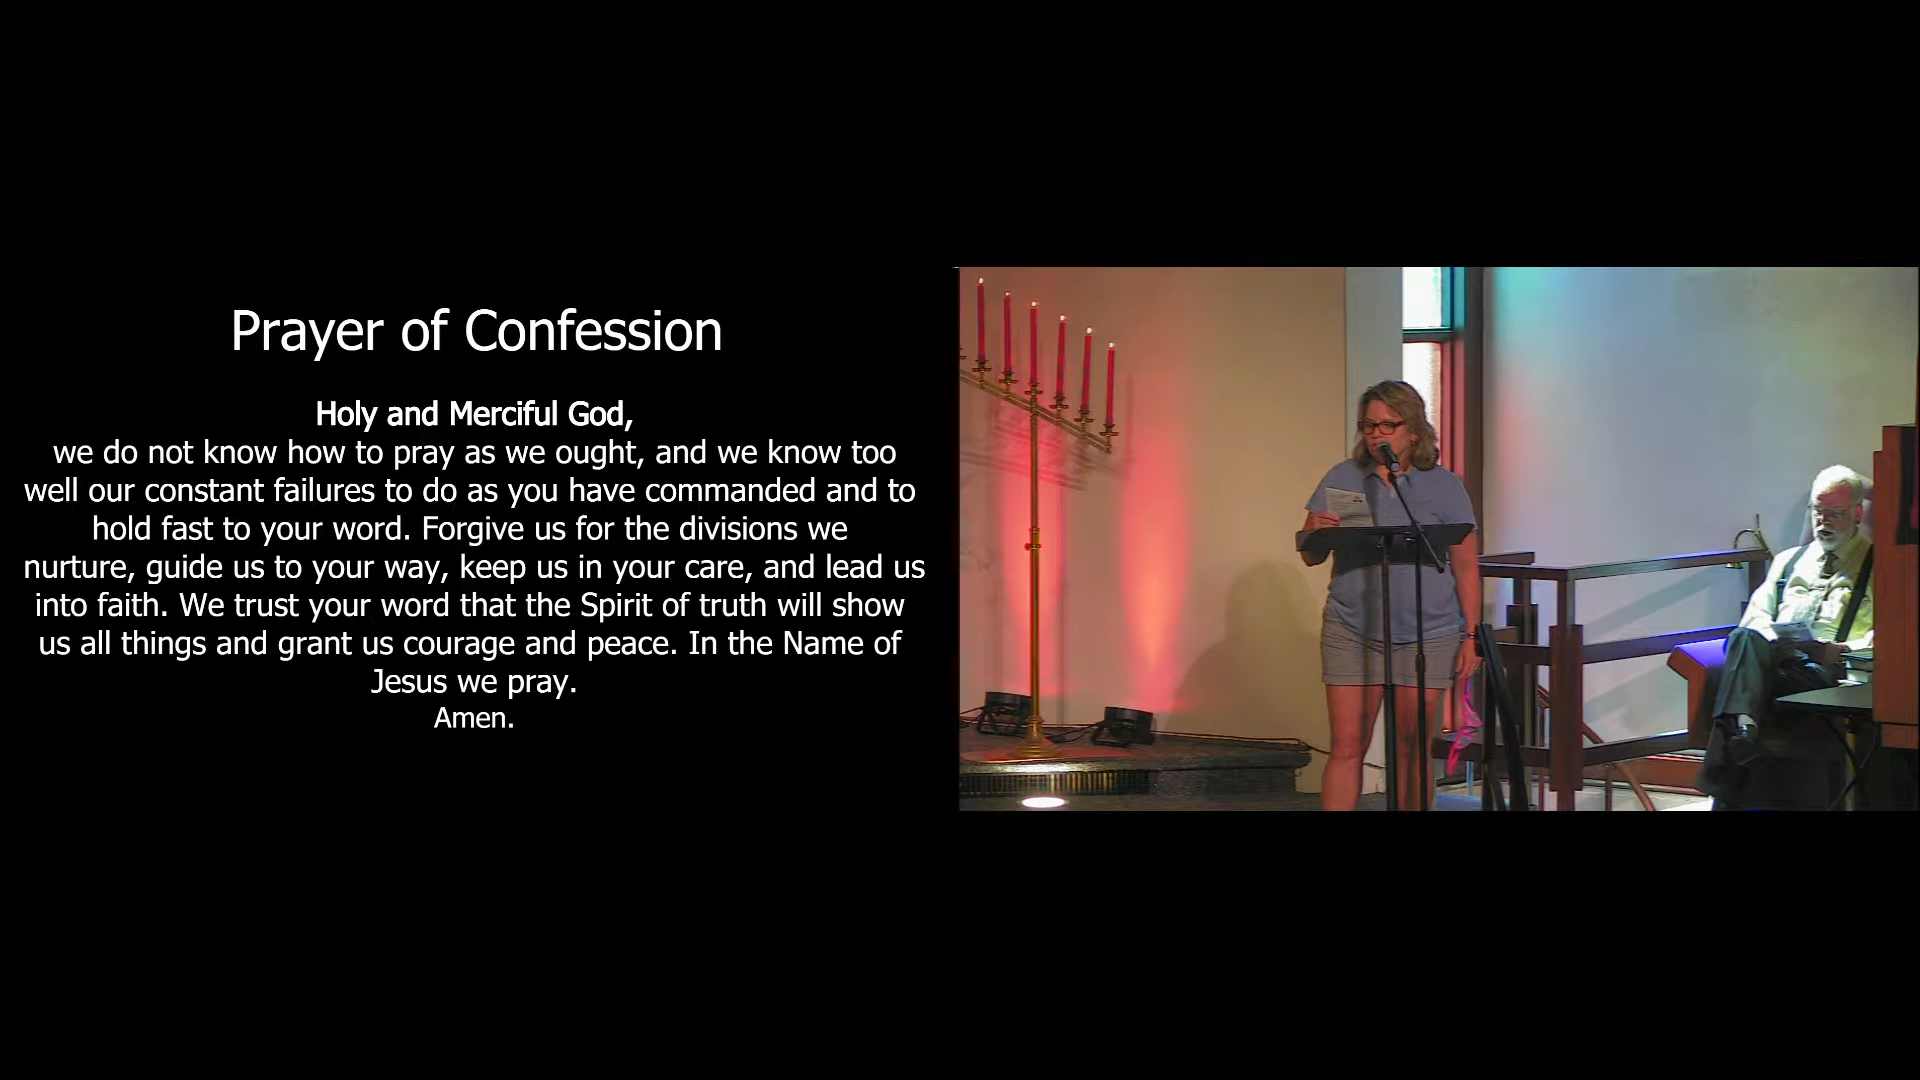 Prayer of Confession
Holy and Merciful God,
we do not know how to pray as we ought, and we know too
well our constant failures to do as you have commanded and to
hold fast to your word. Forgive us for the divisions we
nurture, guide us to your way, keep us in your care, and lead us
into faith. We trust your word that the Spirit of truth will show
us all things and grant us courage and peace. In the Name of
Jesus we pray.
Amen.